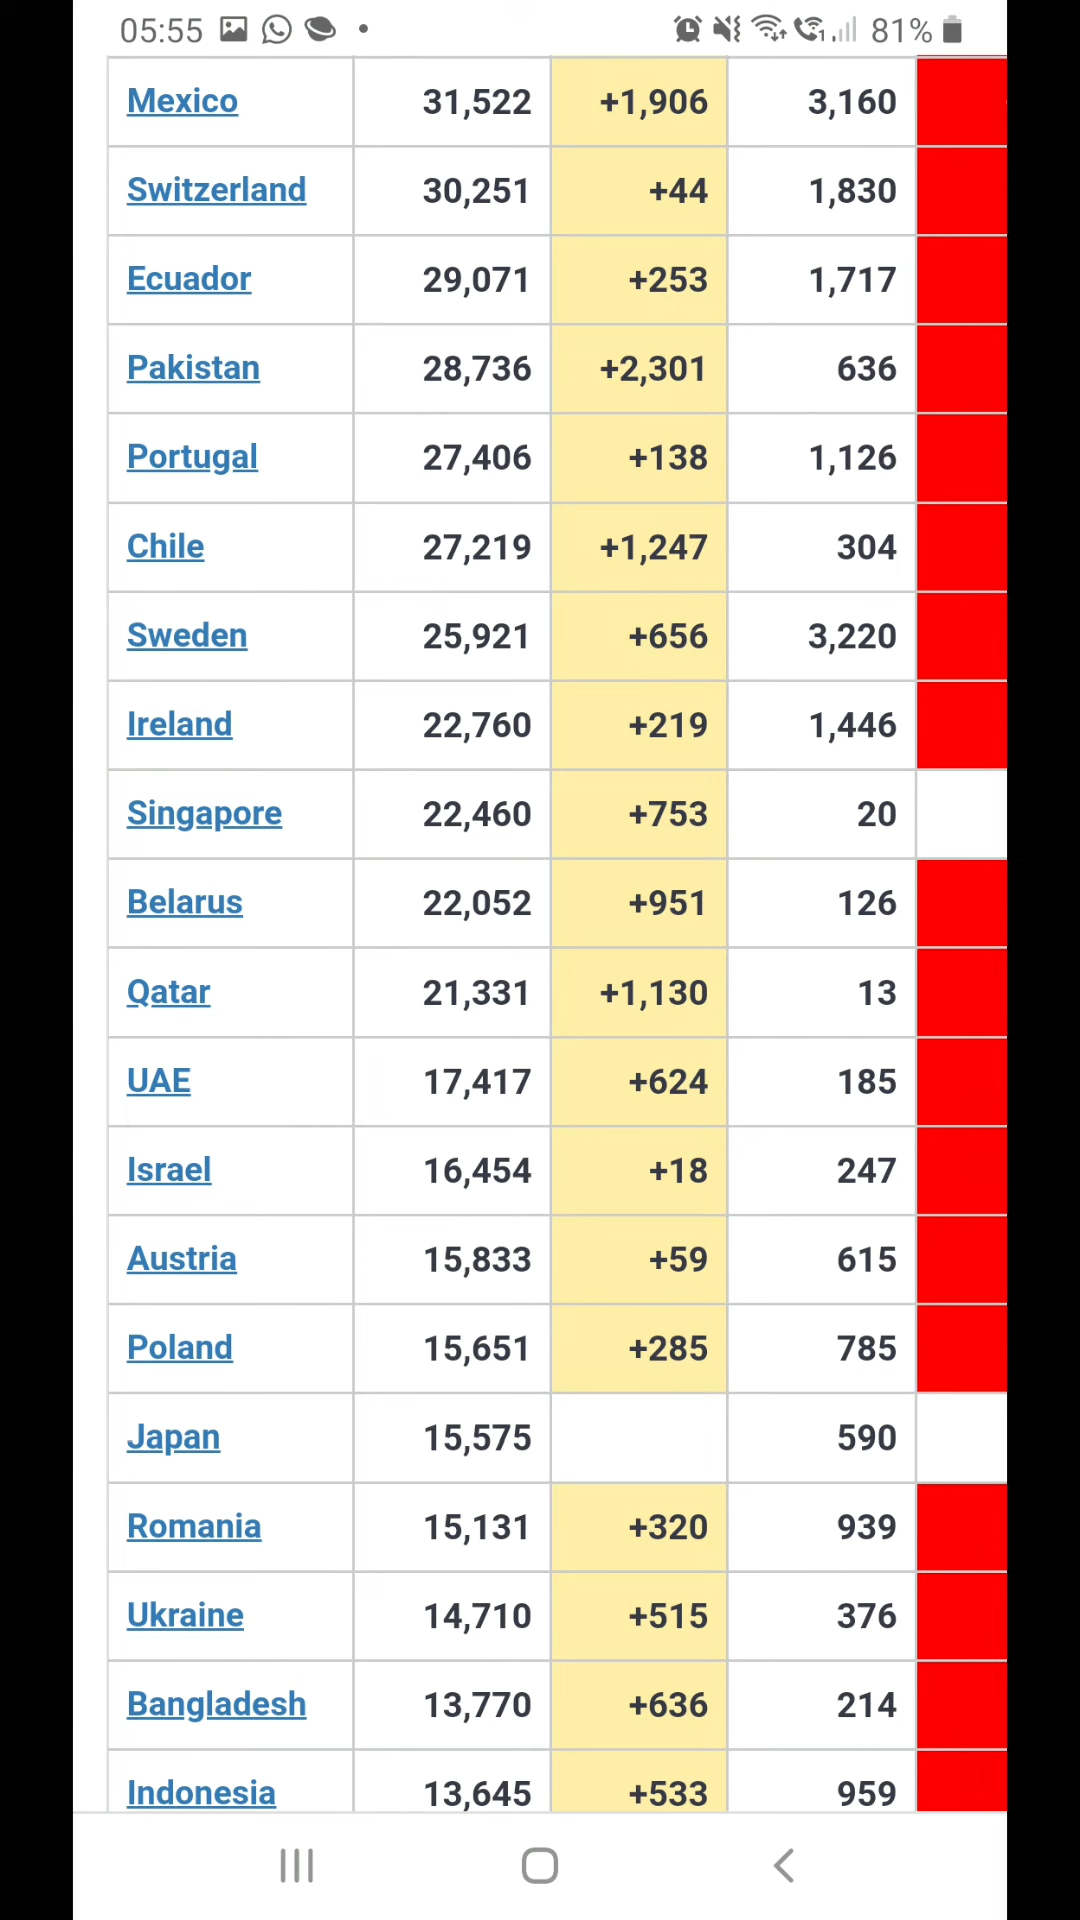 05:55 81%
Mexico 31,522 +1,906 3,160
Switzerland 30,251 +44 1,830
Ecuador 29,071 +253 1,717
Pakistan 28,736 +2,301 636
Portugal 27,406 +138 1,126
Chile 27,219 +1,247 304
Sweden 25,921 +656 3,220
Ireland 22,760 +219 1,446
Singapore 22,460 +753 20
Belarus 22,052 +951 126
Qatar 21,331 +1,130 13
UAE 17,417 +624 185
Israel 16,454 +18 247
Austria 15,833 +59 615
Poland 15,651 +285 785
Japan 15,575 590
Romania 15,131 +320 939
Ukraine 14,710 +515 376
Bangladesh 13,770 +636 214
Indonesia 13,645 +533 959